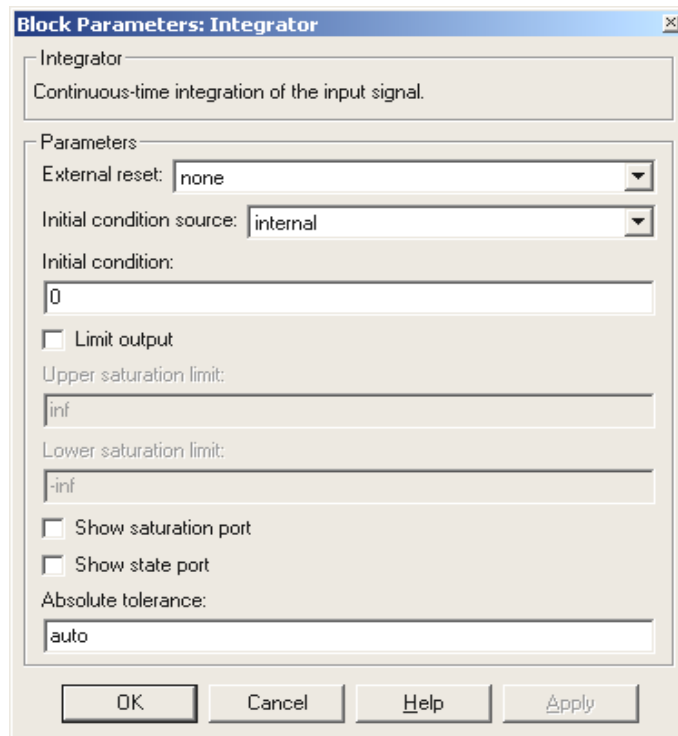 Block Parameters: Integrator
Integrator
Continuous-time integration of the input signal.
Parameters
External reset: none
Initial condition source: internal
Initial condition:
0
Limit output
Upper saturation limit:
inf
Lower saturation limit:
-inf
Show saturation port
Show state port
Absolute tolerance:
auto
OK Cancel Help Apply